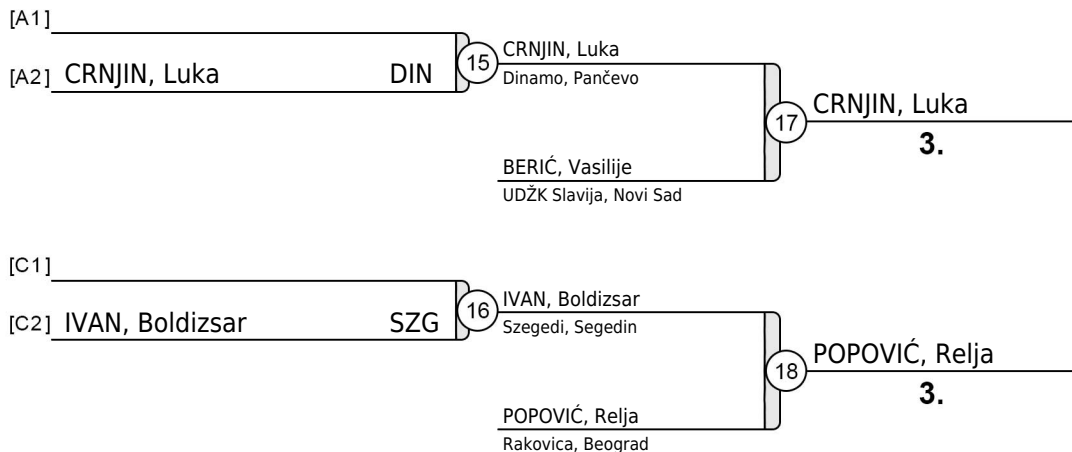 [A1]
[A2] CRNJIN, Luka DIN
15
CRNJIN, Luka
Dinamo, Pančevo
17
CRNJIN, Luka
3.
BERIĆ, Vasilije
UDŽK Slavija, Novi Sad
[C1]
[C2] IVAN, Boldizsar SZG
16
IVAN, Boldizsar
Szegedi, Segedin
18
POPOVIĆ, Relja
3.
POPOVIĆ, Relja
Rakovica, Beograd